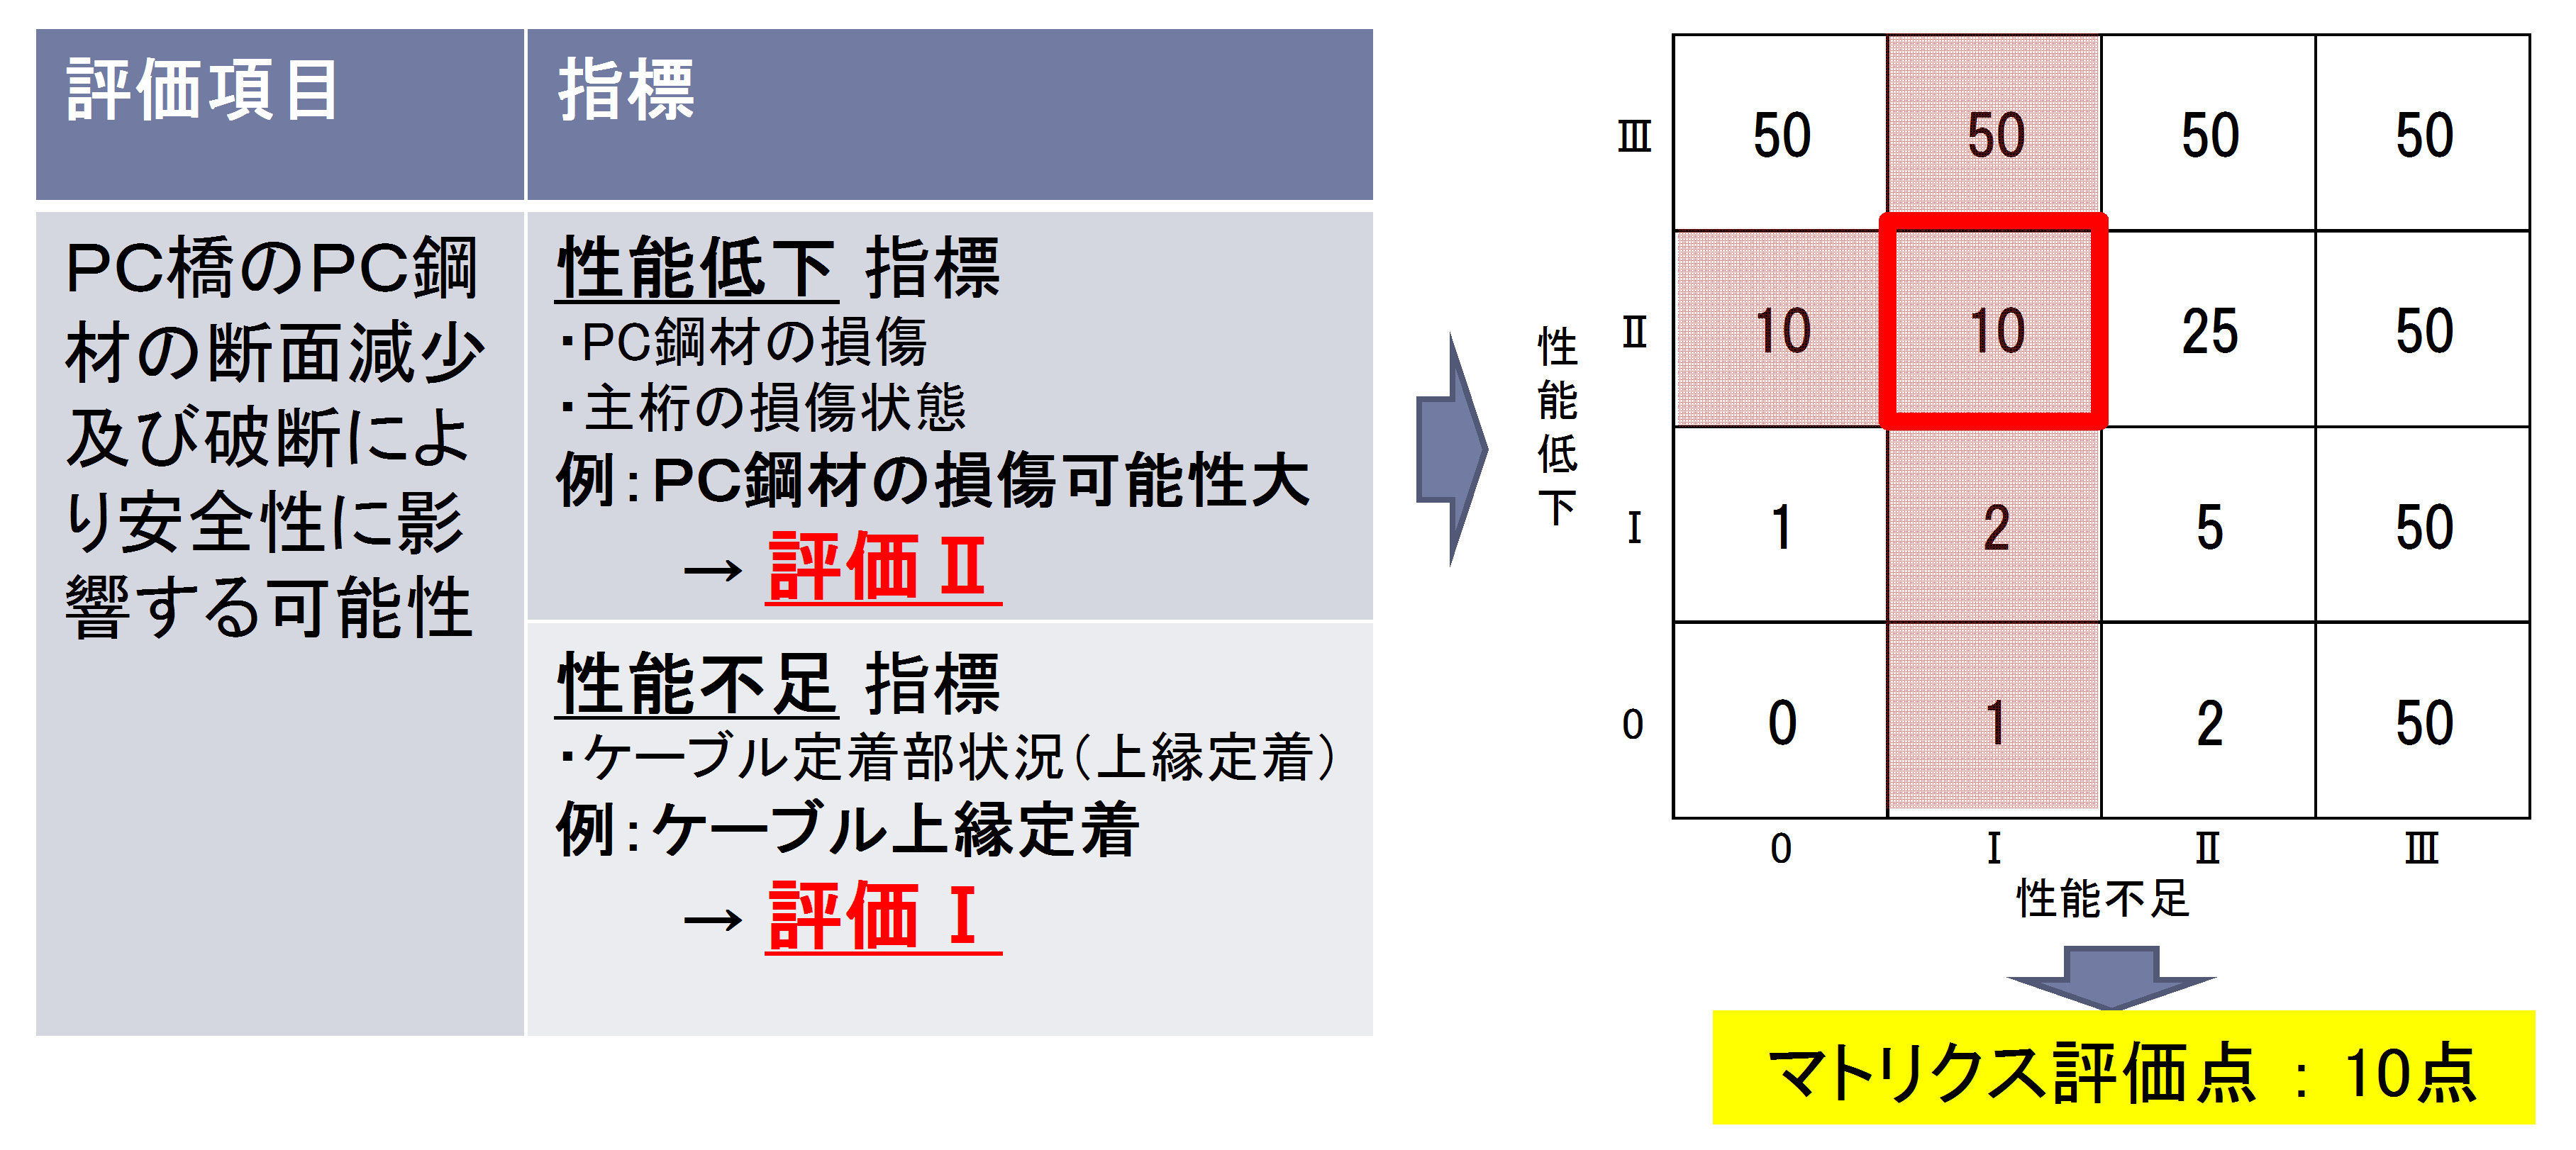 評価項目
指標
PC橋のPC鋼
材の断面減少
及び破断によ
り安全性に影
響する可能性
性能低下 指標
・PC鋼材の損傷
・主桁の損傷状態
例：PC鋼材の損傷可能性大
→ 評価Ⅱ
性能不足 指標
・ケーブル定着部状況（上縁定着）
例：ケーブル上縁定着
→ 評価Ⅰ
性能低下
Ⅲ 50 50 50 50
Ⅱ 10 10 25 50
Ⅰ 1 2 5 50
0 0 1 2 50
0 Ⅰ Ⅱ Ⅲ
性能不足
マトリクス評価点 ： 10点